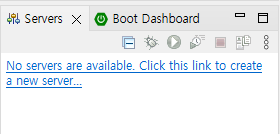 Servers
Boot Dashboard
No servers are available. Click this link to create
a new server...